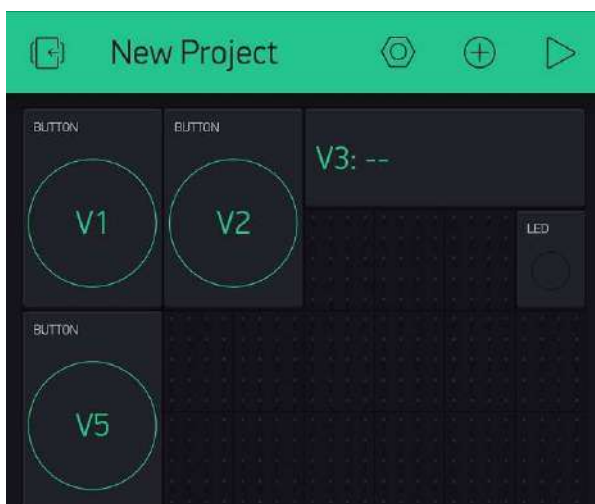 New Project
BUTTON
BUTTON
V3: --
V1
V2
LED
BUTTON
V5